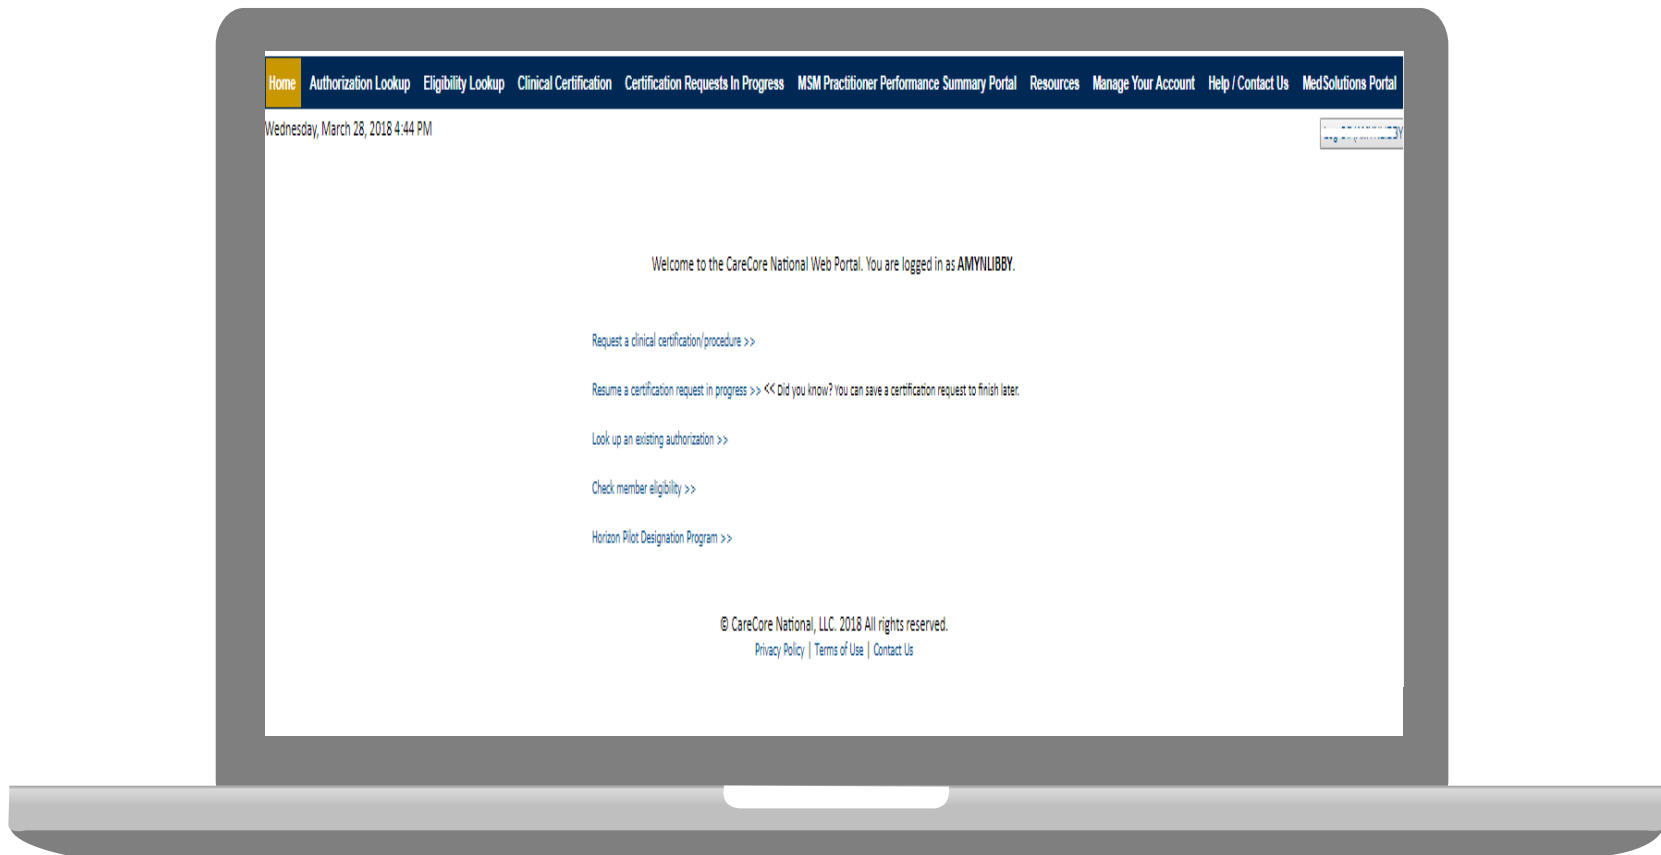 Home Authorization Lookup Eligibility Lookup Clinical Certification Certification Requests In Progress MSM Practitioner Performance Summary Portal Resources Manage Your Account Help / Contact Us MedSolutions Portal
Wednesday, March 28, 2018 4:44 PM
Welcome to the CareCore National Web Portal. You are logged in as AMYNLIBBY.
Request a clinical certification/procedure >>
Resume a certification request in progress >> << Did you know? You can save a certification request to finish later.
Look up an existing authorization >>
Check member eligibility >>
Horizon Pilot Designation Program >>
© CareCore National, LLC. 2018 All rights reserved.
Privacy Policy | Terms of Use | Contact Us